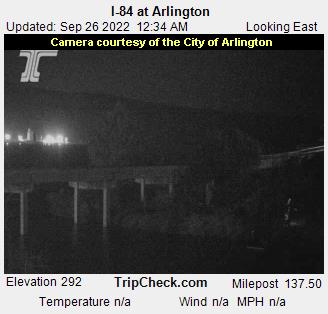 I-84 at Arlington
Updated: Sep 26 2022 12:34 AM Looking East
Camera courtesy of the City of Arlington
Elevation 292 TripCheck.com Milepost 137.50
Temperature n/a Wind n/a MPH n/a